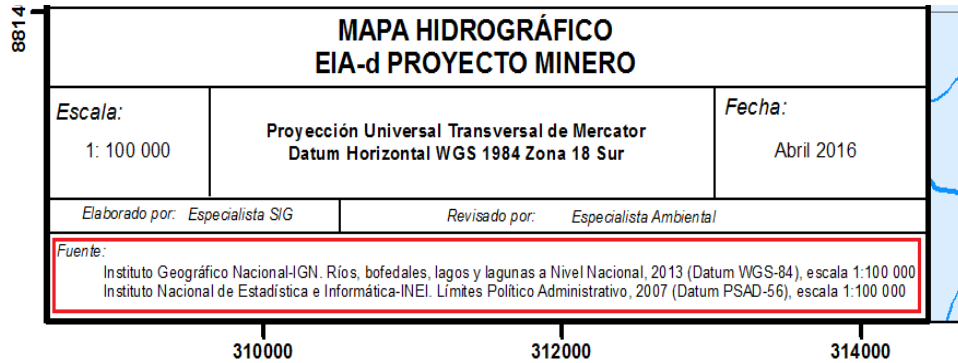 8814
MAPA HIDROGRÁFICO
EIA-d PROYECTO MINERO
Escala:
1: 100 000
Proyección Universal Transversal de Mercator
Datum Horizontal WGS 1984 Zona 18 Sur
Fecha:
Abril 2016
Elaborado por: Especialista SIG
Revisado por: Especialista Ambiental
Fuente:
Instituto Geográfico Nacional-IGN. Ríos, bofedales, lagos y lagunas a Nivel Nacional, 2013 (Datum WGS-84), escala 1:100 000
Instituto Nacional de Estadística e Informática-INEI. Límites Político Administrativo, 2007 (Datum PSAD-56), escala 1:100 000
310000 312000 314000